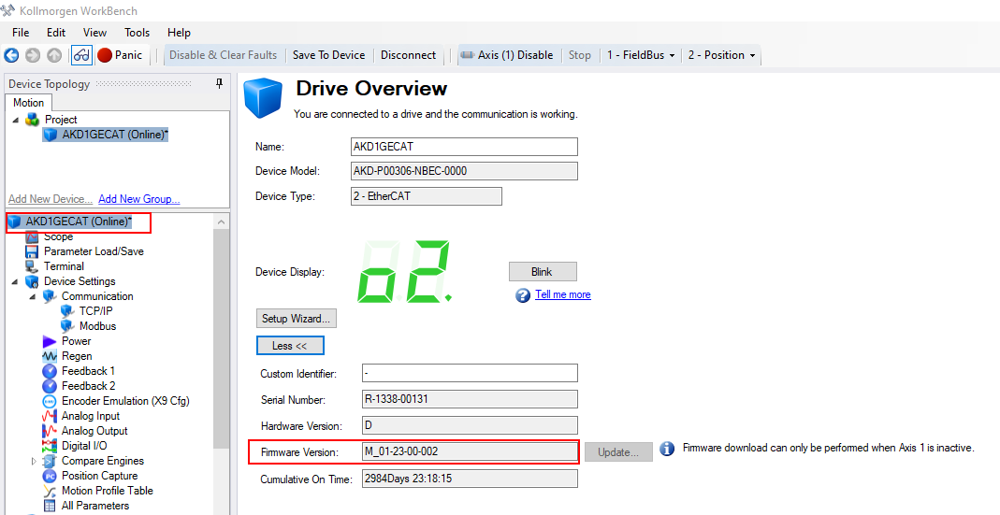 Kollmorgen WorkBench
File Edit View Tools Help
Panic Disable & Clear Faults Save To Device Disconnect Axis (1) Disable Stop 1 - FieldBus 2 - Position
Device Topology
Motion
Project
AKD1GECAT (Online)*
Add New Device... Add New Group...
AKD1GECAT (Online)*
Scope
Parameter Load/Save
Terminal
Device Settings
Communication
TCP/IP
Modbus
Power
Regen
Feedback 1
Feedback 2
Encoder Emulation (X9 Cfg)
Analog Input
Analog Output
Digital I/O
Compare Engines
Position Capture
Motion Profile Table
All Parameters
Drive Overview
You are connected to a drive and the communication is working.
Name: AKD1GECAT
Device Model: AKD-P00306-NBEC-0000
Device Type: 2 - EtherCAT
Device Display: o2. Blink
Tell me more
Setup Wizard...
Less <<
Custom Identifier: -
Serial Number: R-1338-00131
Hardware Version: D
Firmware Version: M_01-23-00-002 Update... Firmware download can only be performed when Axis 1 is inactive.
Cumulative On Time: 2984Days 23:18:15